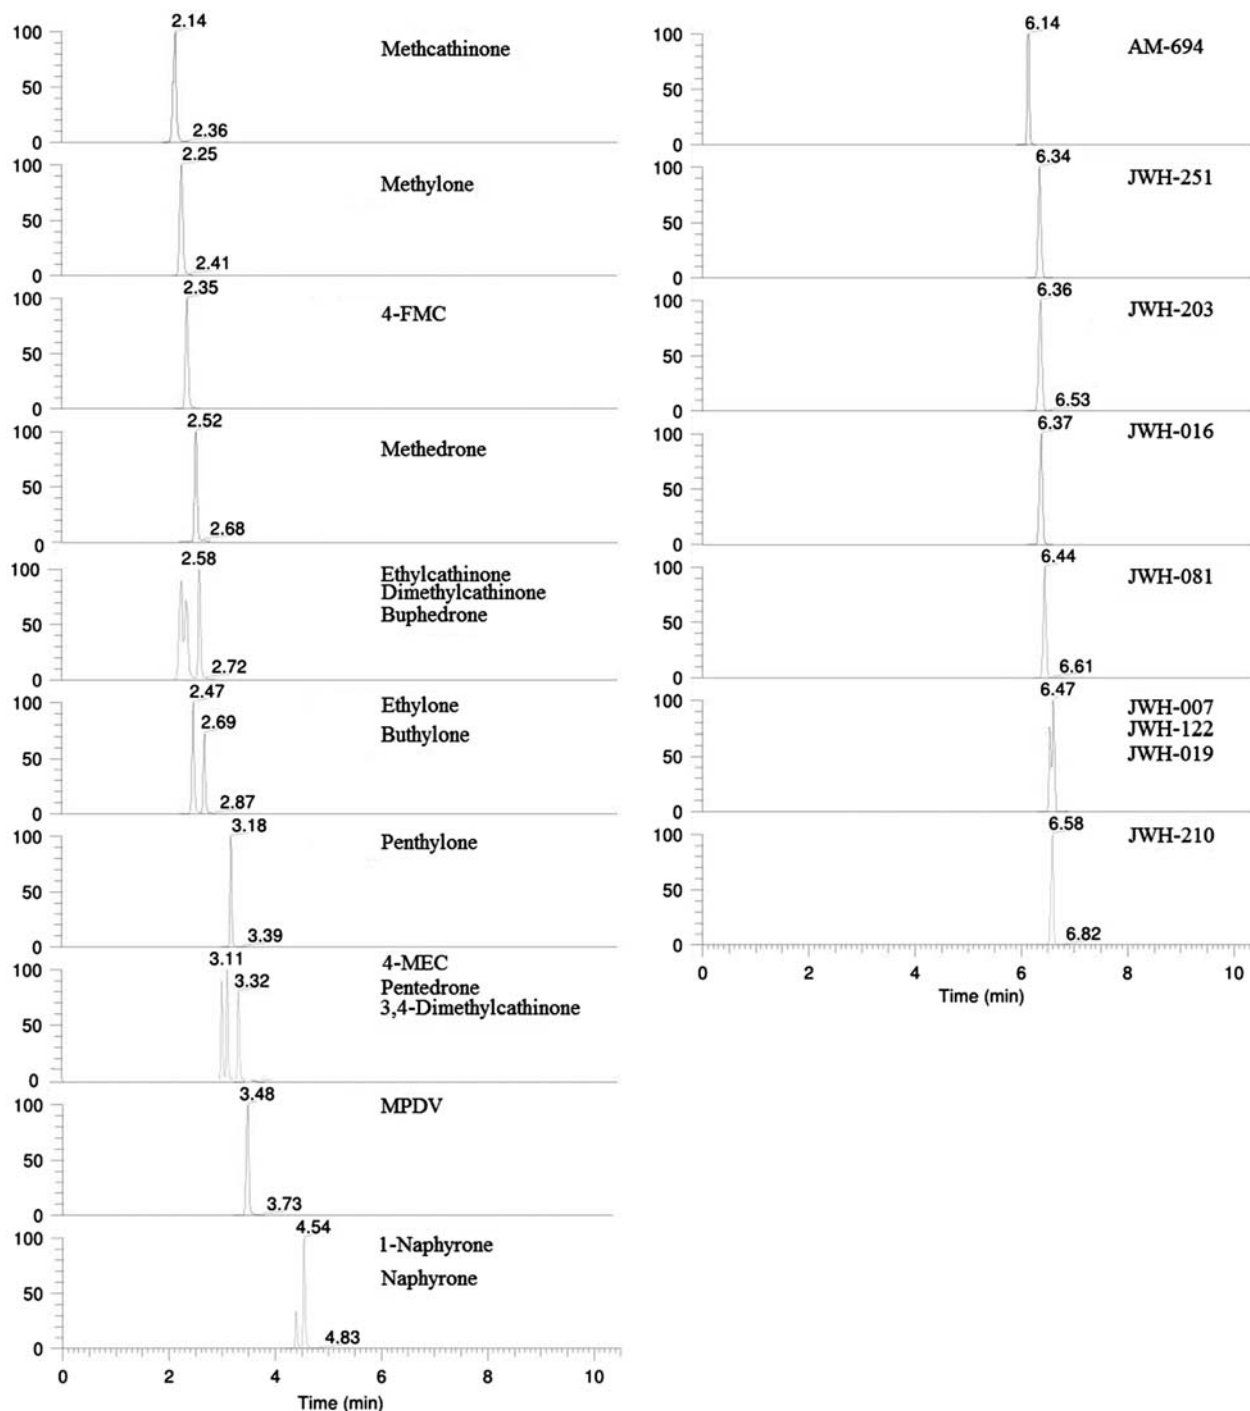 2.14
100
50
0
Methcathinone
2.36
2.25
100
50
0
Methylone
2.41
2.35
100
50
0
4-FMC
2.52
100
50
0
Methedrone
2.68
2.58
100
50
0
Ethylcathinone
Dimethylcathinone
Buphedrone
2.72
2.47
100
50
0
Ethylone
2.69
Buthylone
2.87
3.18
100
50
0
Penthylone
3.39
3.11
100
50
0
4-MEC
3.32
Pentedrone
3,4-Dimethylcathinone
3.48
100
50
0
MPDV
3.73
4.54
100
50
0
1-Naphyrone
Naphyrone
4.83
0 2 4 6 8 10
Time (min)
6.14
100
50
0
AM-694
6.34
100
50
0
JWH-251
6.36
100
50
0
JWH-203
6.53
6.37
100
50
0
JWH-016
6.44
100
50
0
JWH-081
6.61
6.47
100
50
0
JWH-007
JWH-122
JWH-019
6.58
100
50
0
JWH-210
6.82
0 2 4 6 8 10
Time (min)